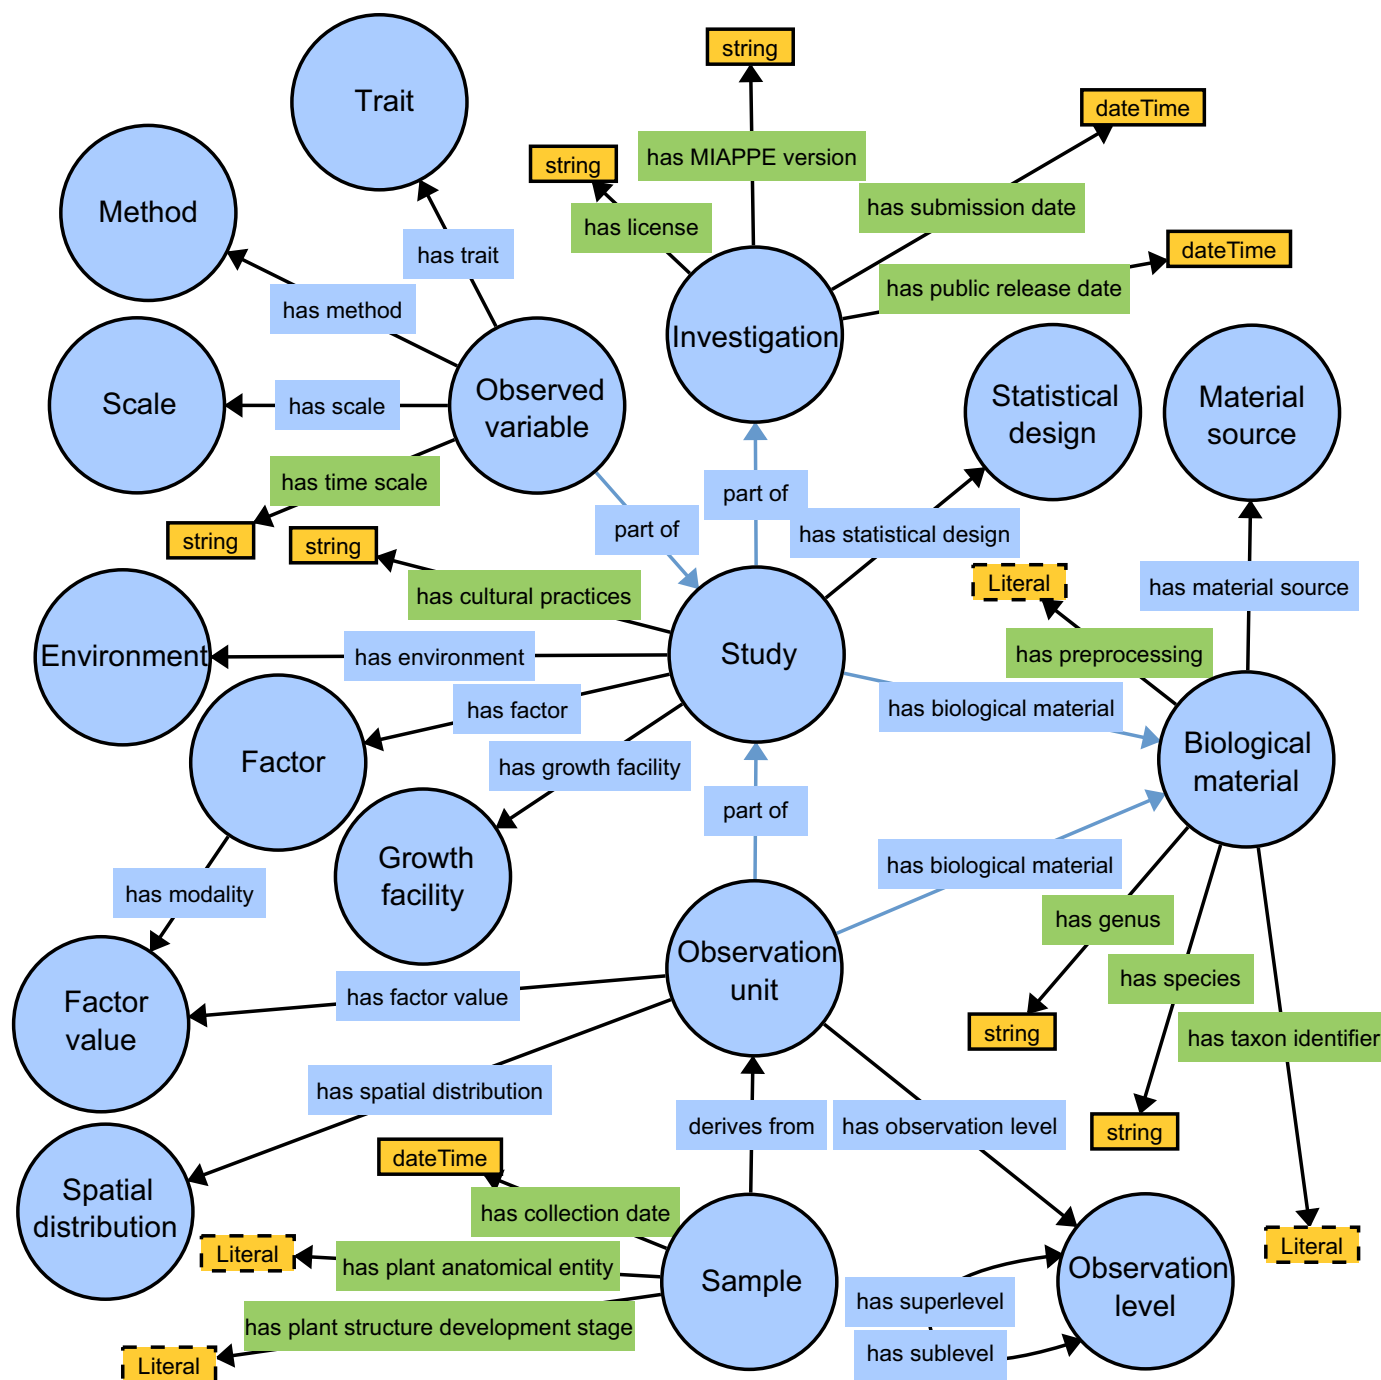 string
Trait
dateTime
string
has MIAPPE version
Method
has submission date
has license
has trait
dateTime
has public release date
has method
Investigation
Statistical
design
Material
source
Scale
has scale
Observed
variable
has time scale
part of
part of
has statistical design
string
string
Literal
has material source
has cultural practices
Environment
has environment
Study
has preprocessing
has factor
has biological material
Factor
has growth facility
Biological
material
part of
Growth
facility
has biological material
has modality
has genus
Observation
unit
has species
Factor
value
has factor value
string
has taxon identifier
has spatial distribution
derives from
has observation level
string
dateTime
Spatial
distribution
has collection date
Literal
has plant anatomical entity
Sample
Literal
Observation
level
has superlevel
has plant structure development stage
has sublevel
Literal